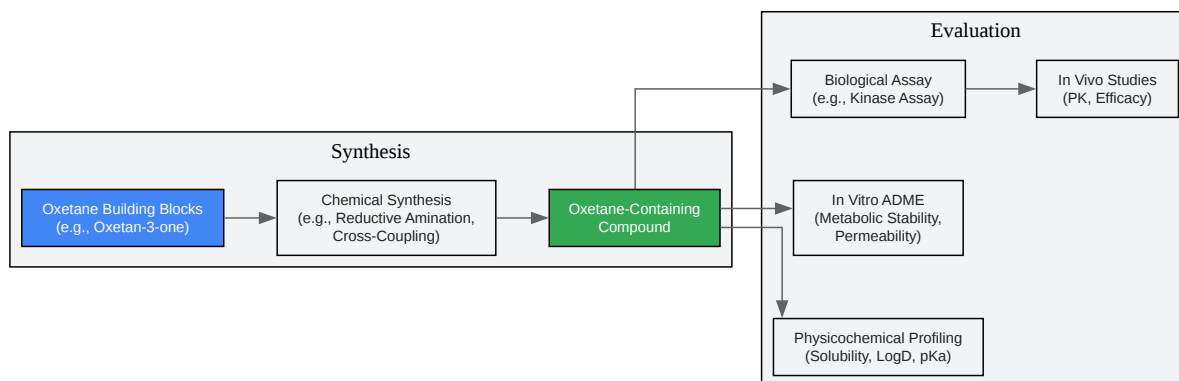 Evaluation
Biological Assay
(e.g., Kinase Assay)
In Vivo Studies
(PK, Efficacy)
Synthesis
Oxetane Building Blocks
(e.g., Oxetan-3-one)
Chemical Synthesis
(e.g., Reductive Amination,
Cross-Coupling)
Oxetane-Containing
Compound
In Vitro ADME
(Metabolic Stability,
Permeability)
Physicochemical Profiling
(Solubility, LogD, pKa)